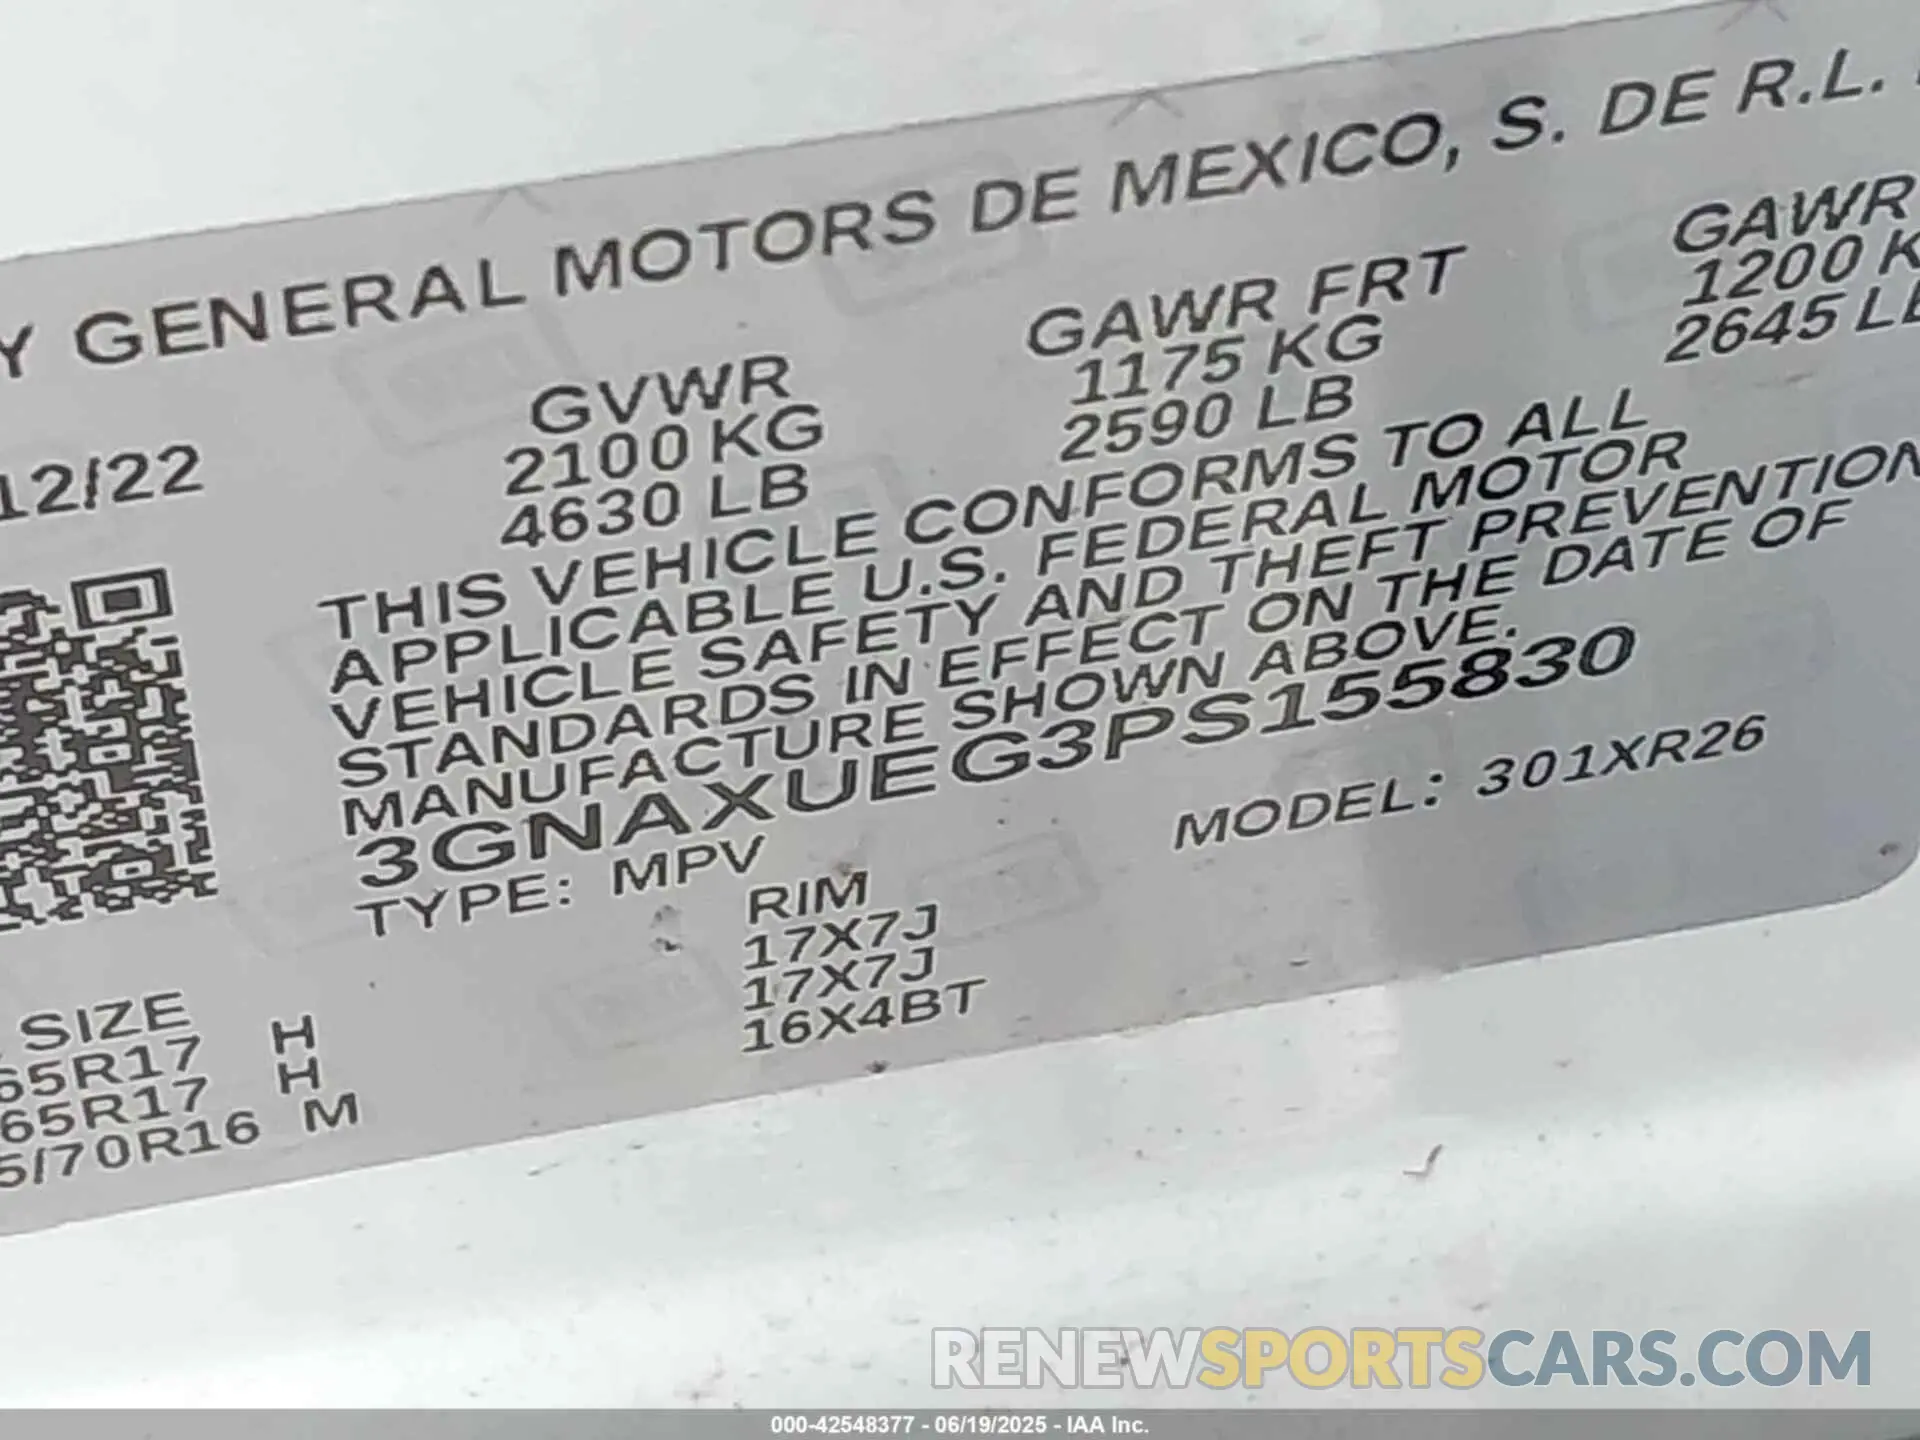 Y GENERAL MOTORS DE MEXICO, S. DE R.L.
12/22
GVWR
2100 KG
4630 LB
GAWR FRT
1175 KG
2590 LB
GAWR
1200 K
2645 LB
THIS VEHICLE CONFORMS TO ALL
APPLICABLE U.S. FEDERAL MOTOR
VEHICLE SAFETY AND THEFT PREVENTION
STANDARDS IN EFFECT ON THE DATE OF
MANUFACTURE SHOWN ABOVE.
3GNAXUEG3PS155830
TYPE: MPV
MODEL: 301XR26
SIZE
65R17 H
65R17 H
5/70R16 M
RIM
17X7J
17X7J
16X4BT
RENEWSPORTSCARS.COM
000-42548377 - 06/19/2025 - IAA Inc.